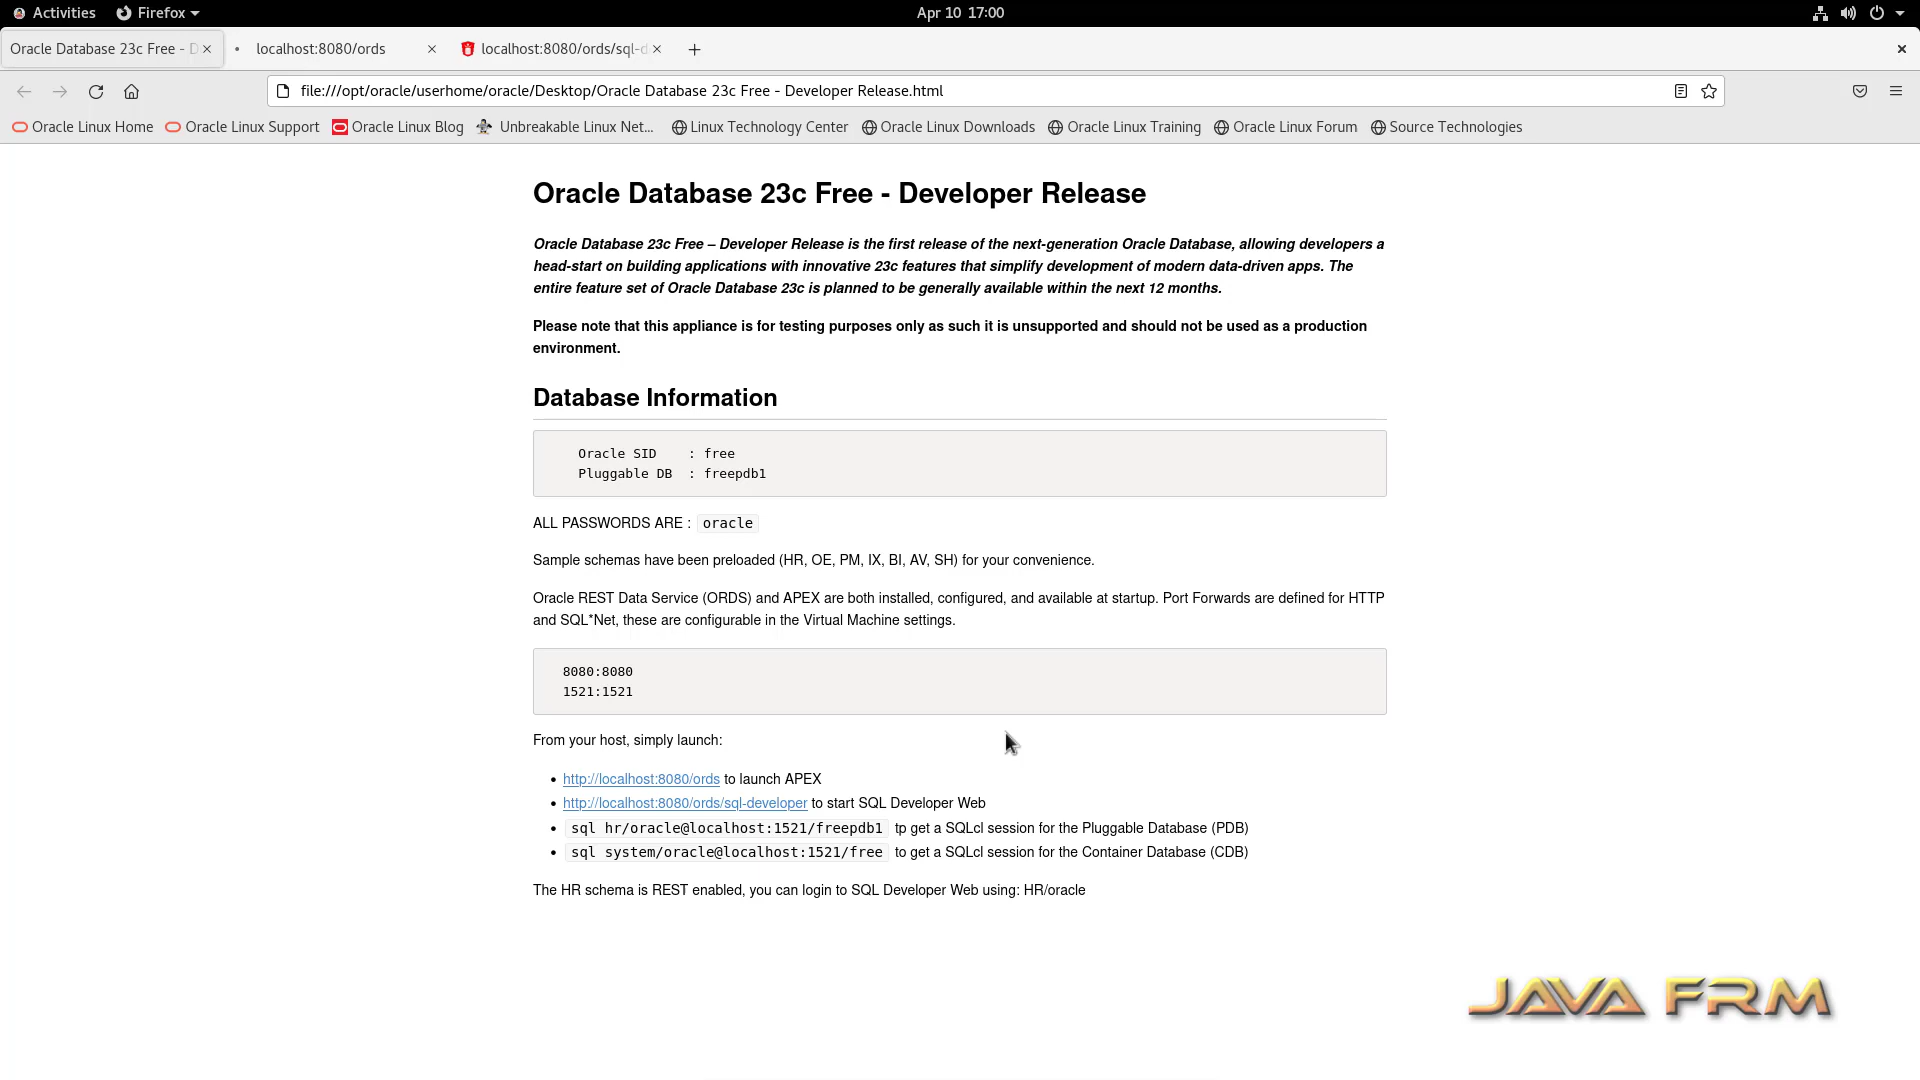 Activities
Firefox
Apr 10 17:00
Oracle Database 23c Free - D
localhost:8080/ords
localhost:8080/ords/sql-d
file:///opt/oracle/userhome/oracle/Desktop/Oracle Database 23c Free - Developer Release.html
Oracle Linux Home
Oracle Linux Support
Oracle Linux Blog
Unbreakable Linux Net...
Linux Technology Center
Oracle Linux Downloads
Oracle Linux Training
Oracle Linux Forum
Source Technologies
Oracle Database 23c Free - Developer Release
Oracle Database 23c Free – Developer Release is the first release of the next-generation Oracle Database, allowing developers a
head-start on building applications with innovative 23c features that simplify development of modern data-driven apps. The
entire feature set of Oracle Database 23c is planned to be generally available within the next 12 months.
Please note that this appliance is for testing purposes only as such it is unsupported and should not be used as a production
environment.
Database Information
Oracle SID    : free
Pluggable DB  : freepdb1
ALL PASSWORDS ARE : oracle
Sample schemas have been preloaded (HR, OE, PM, IX, BI, AV, SH) for your convenience.
Oracle REST Data Service (ORDS) and APEX are both installed, configured, and available at startup. Port Forwards are defined for HTTP
and SQL*Net, these are configurable in the Virtual Machine settings.
8080:8080
1521:1521
From your host, simply launch:
• http://localhost:8080/ords to launch APEX
• http://localhost:8080/ords/sql-developer to start SQL Developer Web
• sql hr/oracle@localhost:1521/freepdb1 tp get a SQLcl session for the Pluggable Database (PDB)
• sql system/oracle@localhost:1521/free to get a SQLcl session for the Container Database (CDB)
The HR schema is REST enabled, you can login to SQL Developer Web using: HR/oracle
JAVA FRM